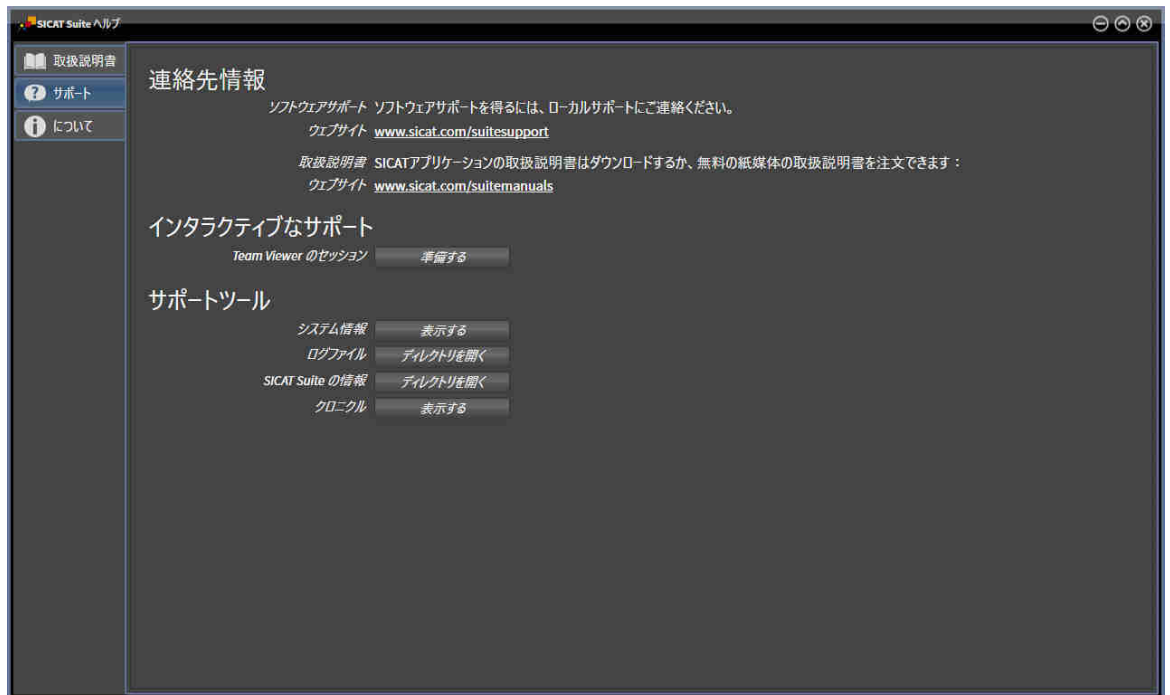 SICAT Suite ヘルプ
取扱説明書
サポート
について
連絡先情報
ソフトウェアサポート ソフトウェアサポートを得るには、ローカルサポートにご連絡ください。
ウェブサイト www.sicat.com/suitesupport
取扱説明書 SICATアプリケーションの取扱説明書はダウンロードするか、無料の紙媒体の取扱説明書を注文できます：
ウェブサイト www.sicat.com/suitemanuals
インタラクティブなサポート
Team Viewer のセッション 準備する
サポートツール
システム情報 表示する
ログファイル ディレクトリを開く
SICAT Suite の情報 ディレクトリを開く
クロニクル 表示する